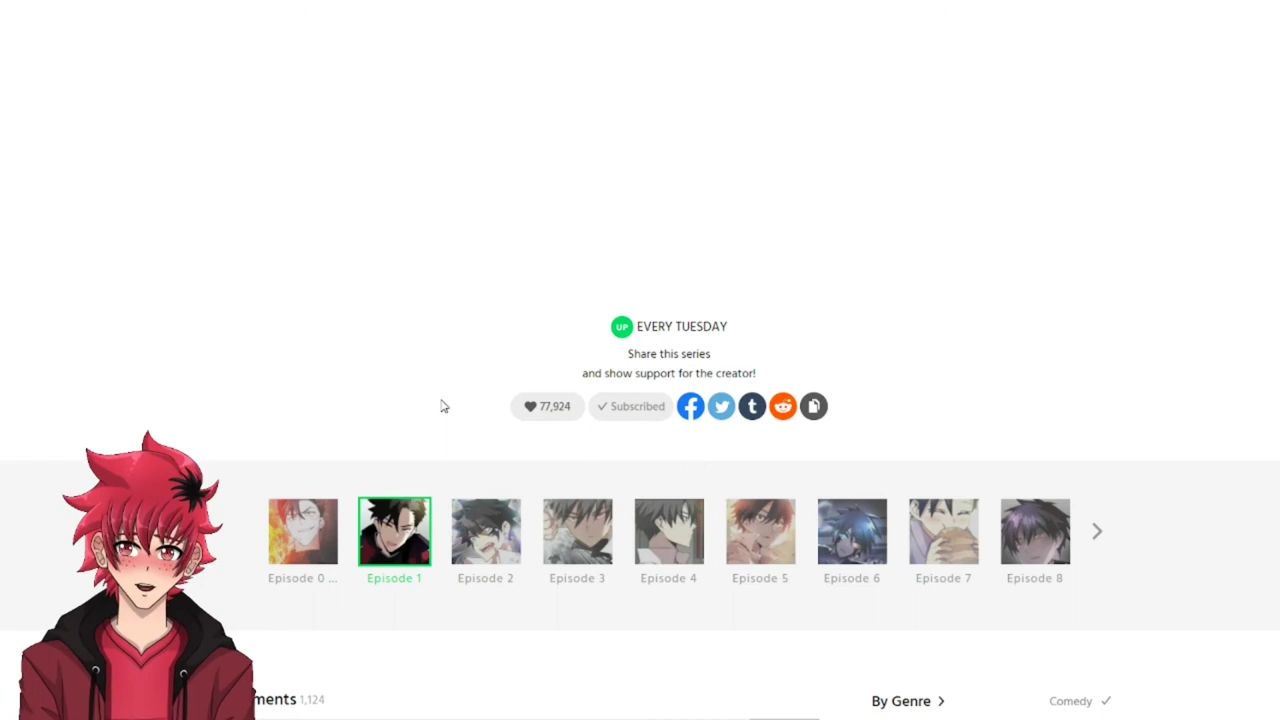 UP EVERY TUESDAY
Share this series
and show support for the creator!
77,924 Subscribed f t
Episode 0 ... Episode 1 Episode 2 Episode 3 Episode 4 Episode 5 Episode 6 Episode 7 Episode 8
ments 1,124 By Genre Comedy